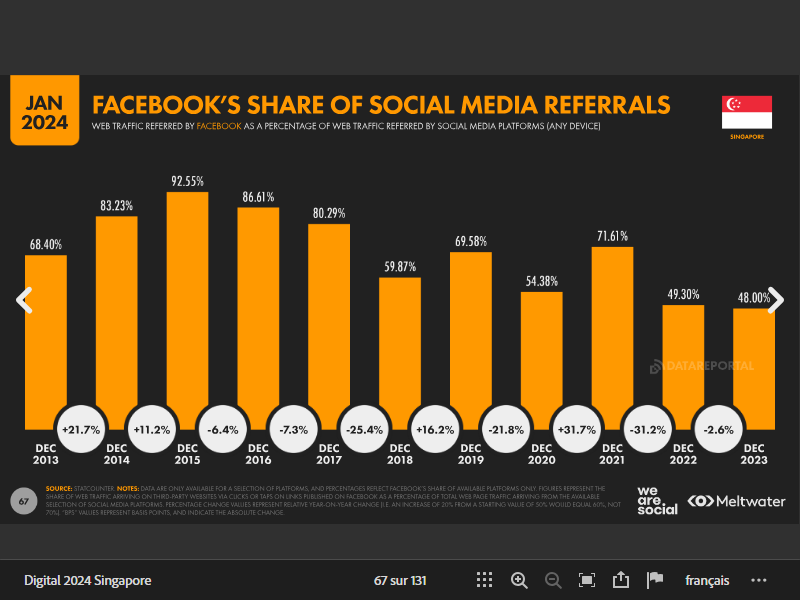 JAN
2024
FACEBOOK'S SHARE OF SOCIAL MEDIA REFERRALS
WEB TRAFFIC REFERRED BY FACEBOOK AS A PERCENTAGE OF WEB TRAFFIC REFERRED BY SOCIAL MEDIA PLATFORMS (ANY DEVICE)
SINGAPORE
68.40%
83.23%
92.55%
86.61%
80.29%
59.87%
69.58%
54.38%
71.61%
49.30%
48.00%
DATAREPORTAL
+21.7%
+11.2%
-6.4%
-7.3%
-25.4%
+16.2%
-21.8%
+31.7%
-31.2%
-2.6%
DEC 2013
DEC 2014
DEC 2015
DEC 2016
DEC 2017
DEC 2018
DEC 2019
DEC 2020
DEC 2021
DEC 2022
DEC 2023
67
SOURCE: STATCOUNTER. NOTES: DATA ARE ONLY AVAILABLE FOR A SELECTION OF PLATFORMS, AND PERCENTAGES REFLECT FACEBOOK'S SHARE OF AVAILABLE PLATFORMS ONLY. FIGURES REPRESENT THE
SHARE OF WEB TRAFFIC ARRIVING ON THIRD-PARTY WEBSITES VIA CLICKS OR TAPS ON LINKS PUBLISHED ON FACEBOOK AS A PERCENTAGE OF TOTAL WEB PAGE TRAFFIC ARRIVING FROM THE AVAILABLE
SELECTION OF SOCIAL MEDIA PLATFORMS. PERCENTAGE CHANGE VALUES REPRESENT RELATIVE YEAR-ON-YEAR CHANGE (I.E. AN INCREASE OF 20% FROM A STARTING VALUE OF 50% WOULD EQUAL 60%, NOT
70%). "BPS" VALUES REPRESENT BASIS POINTS, AND INDICATE THE ABSOLUTE CHANGE.
we
are.
social
Meltwater
Digital 2024 Singapore
67 sur 131
français